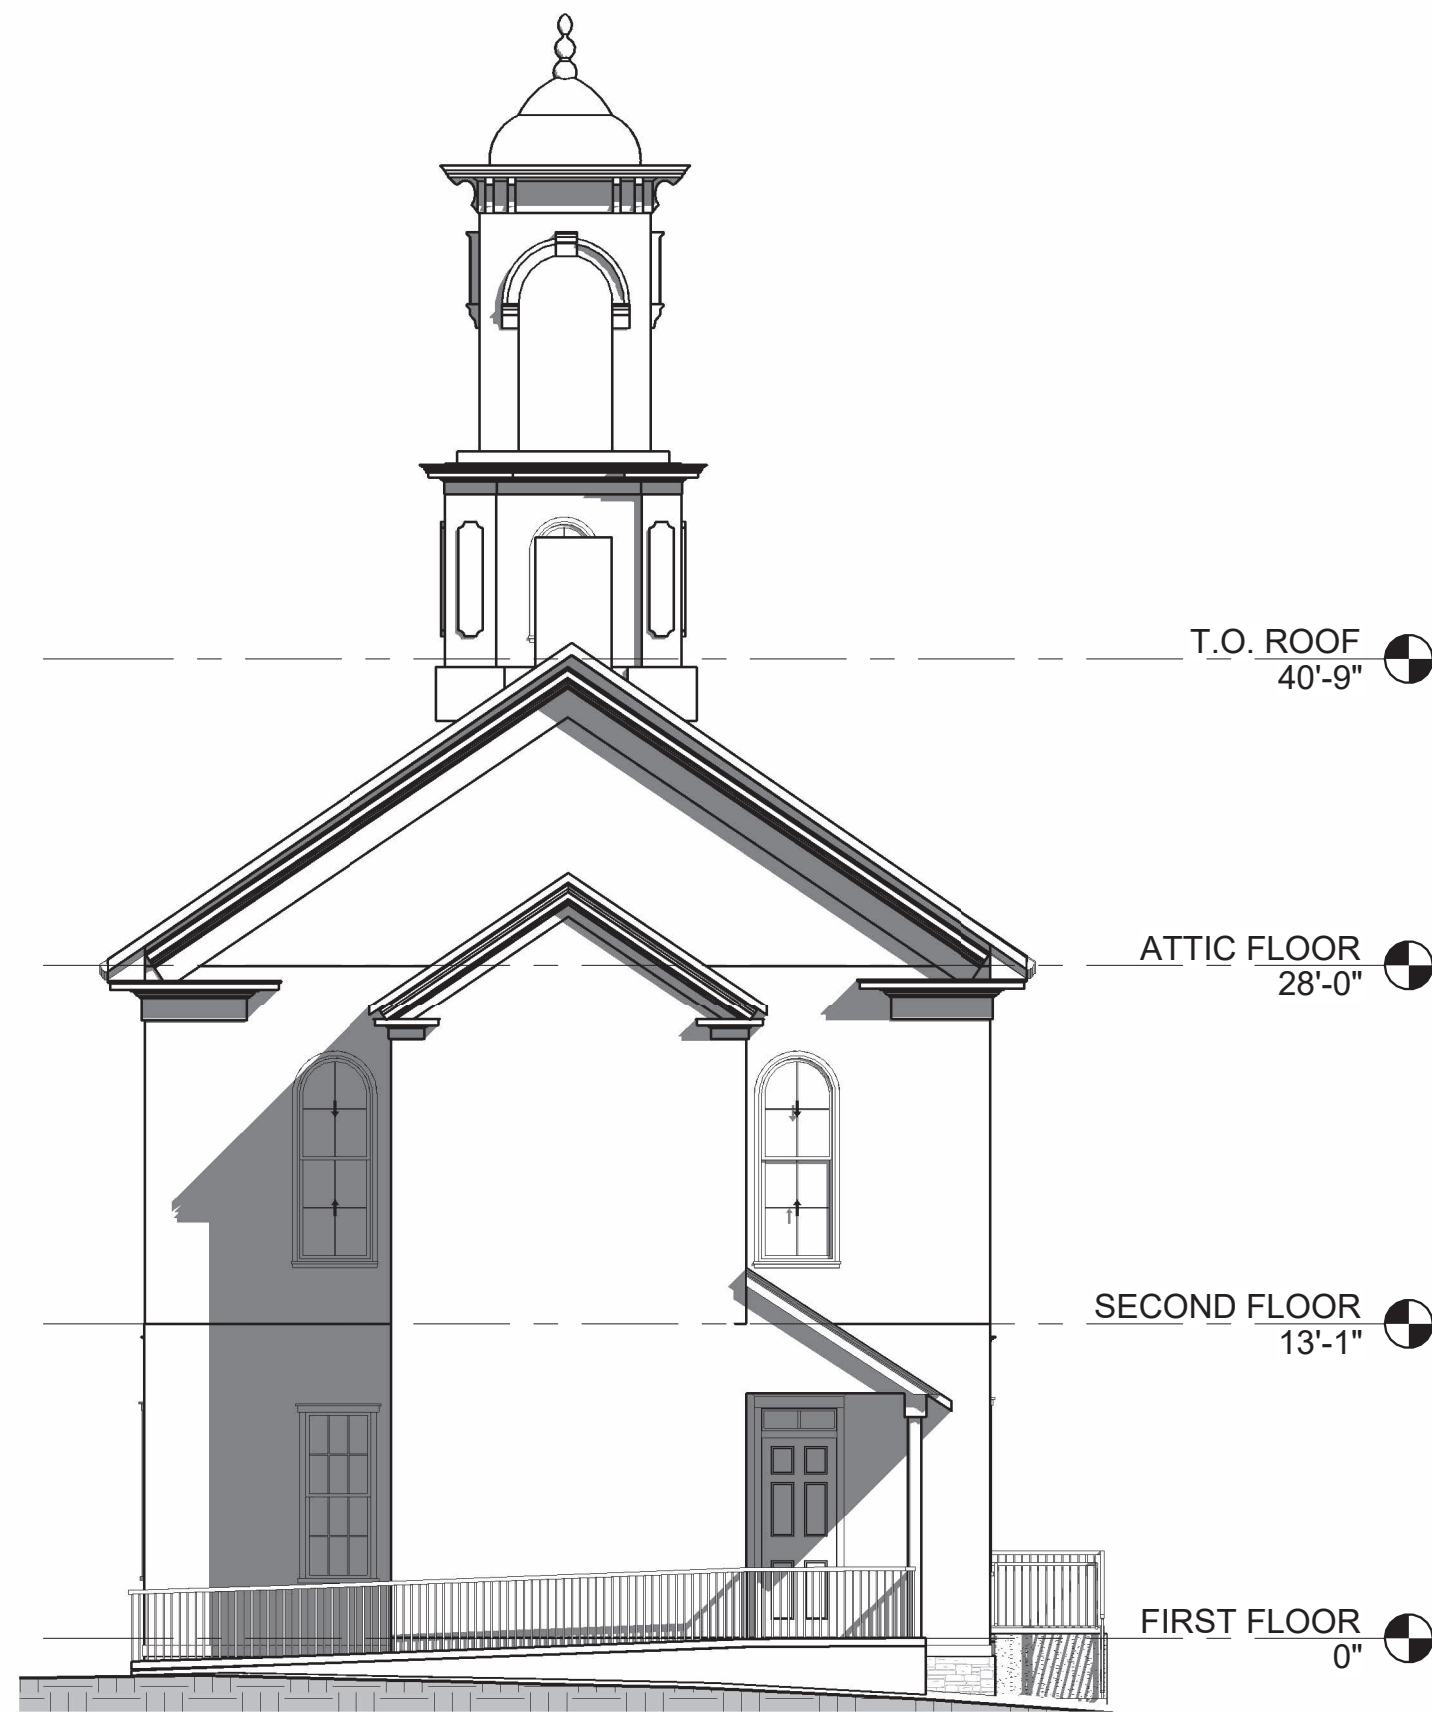 T.O. ROOF
40'-9"
ATTIC FLOOR
28'-0"
SECOND FLOOR
13'-1"
FIRST FLOOR
0"